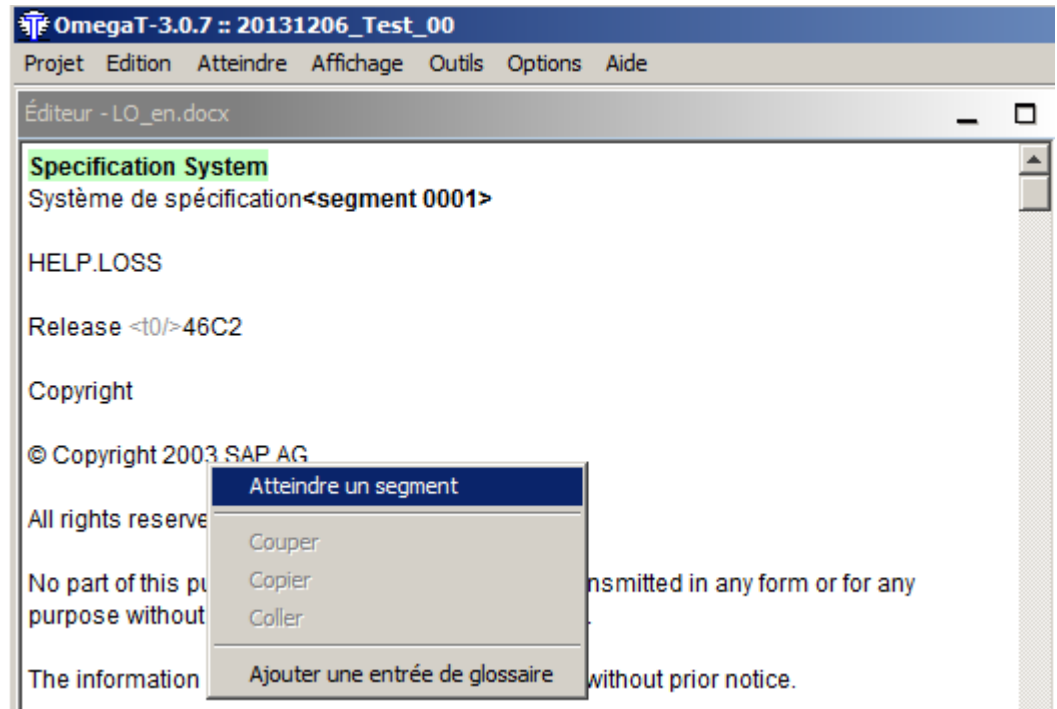 OmegaT-3.0.7 :: 20131206_Test_00
Projet Edition Atteindre Affichage Outils Options Aide
Éditeur - LO_en.docx
Specification System
Système de spécification<segment 0001>
HELP.LOSS
Release <t0/>46C2
Copyright
© Copyright 2003 SAP AG
Atteindre un segment
All rights reserve
Couper
No part of this pu
Copier
nsmitted in any form or for any
purpose without
Coller
.
The information
Ajouter une entrée de glossaire
without prior notice.